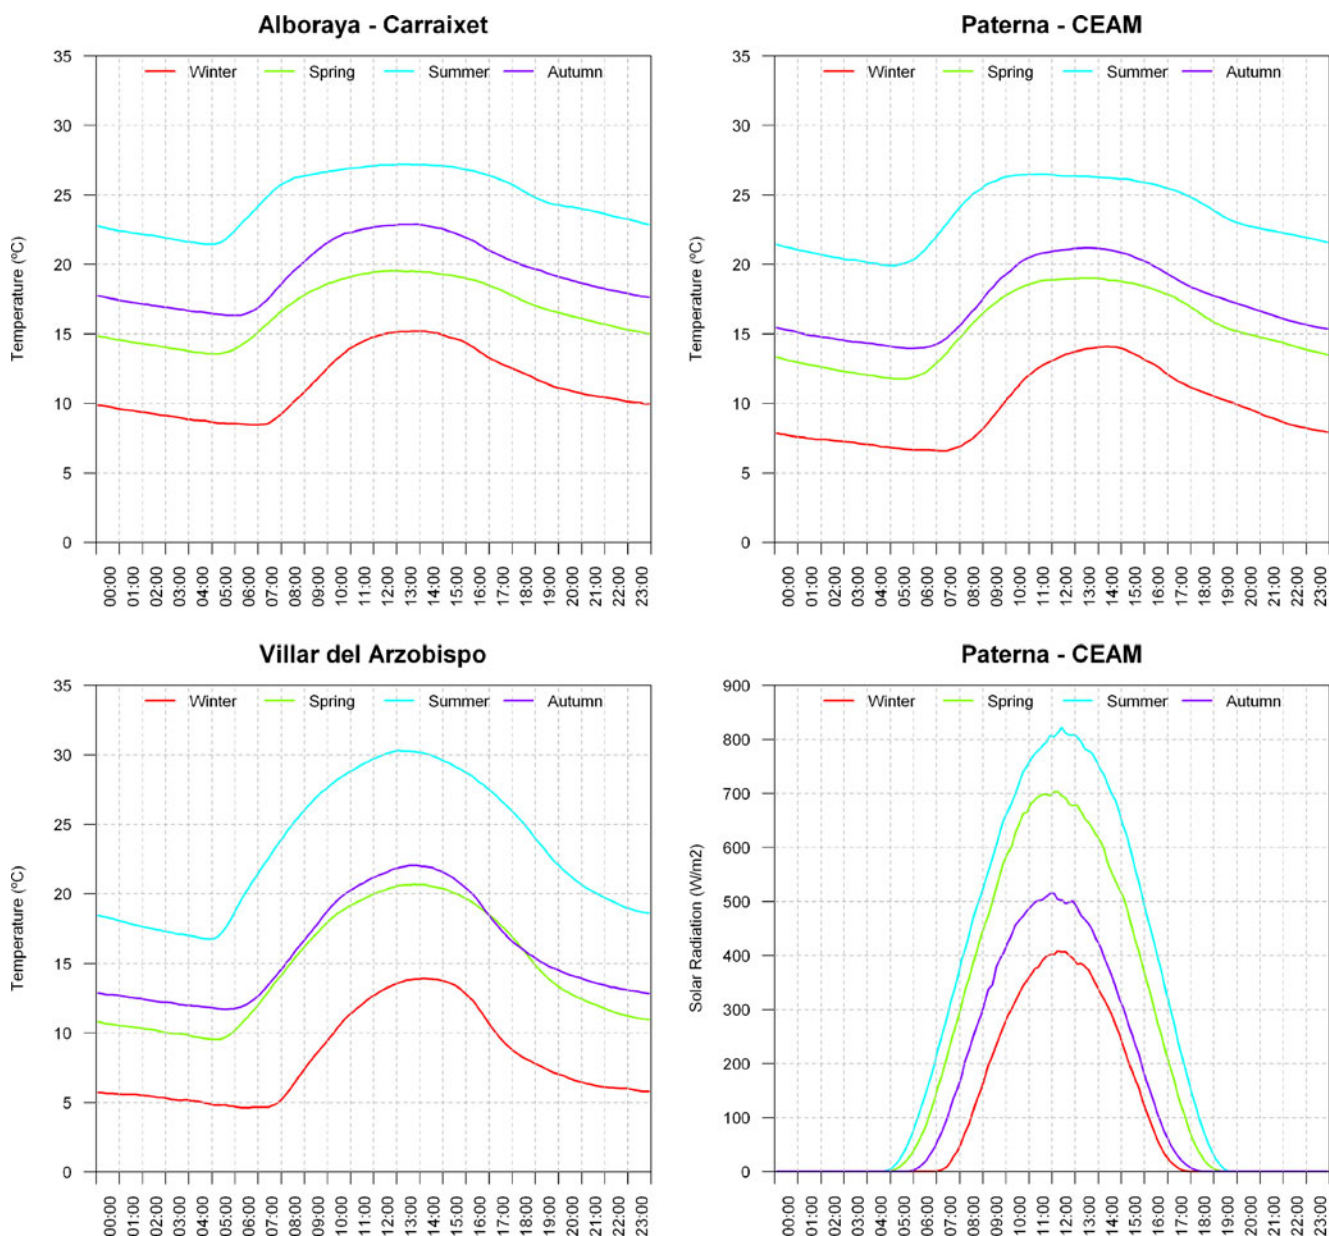 Alboraya - Carraixet
Winter Spring Summer Autumn
Temperature (ºC)
35
30
25
20
15
10
5
0
00:00 01:00 02:00 03:00 04:00 05:00 06:00 07:00 08:00 09:00 10:00 11:00 12:00 13:00 14:00 15:00 16:00 17:00 18:00 19:00 20:00 21:00 22:00 23:00
Paterna - CEAM
Winter Spring Summer Autumn
Temperature (ºC)
35
30
25
20
15
10
5
0
00:00 01:00 02:00 03:00 04:00 05:00 06:00 07:00 08:00 09:00 10:00 11:00 12:00 13:00 14:00 15:00 16:00 17:00 18:00 19:00 20:00 21:00 22:00 23:00
Villar del Arzobispo
Winter Spring Summer Autumn
Temperature (ºC)
35
30
25
20
15
10
5
0
00:00 01:00 02:00 03:00 04:00 05:00 06:00 07:00 08:00 09:00 10:00 11:00 12:00 13:00 14:00 15:00 16:00 17:00 18:00 19:00 20:00 21:00 22:00 23:00
Paterna - CEAM
Winter Spring Summer Autumn
Solar Radiation (W/m2)
900
800
700
600
500
400
300
200
100
0
00:00 01:00 02:00 03:00 04:00 05:00 06:00 07:00 08:00 09:00 10:00 11:00 12:00 13:00 14:00 15:00 16:00 17:00 18:00 19:00 20:00 21:00 22:00 23:00